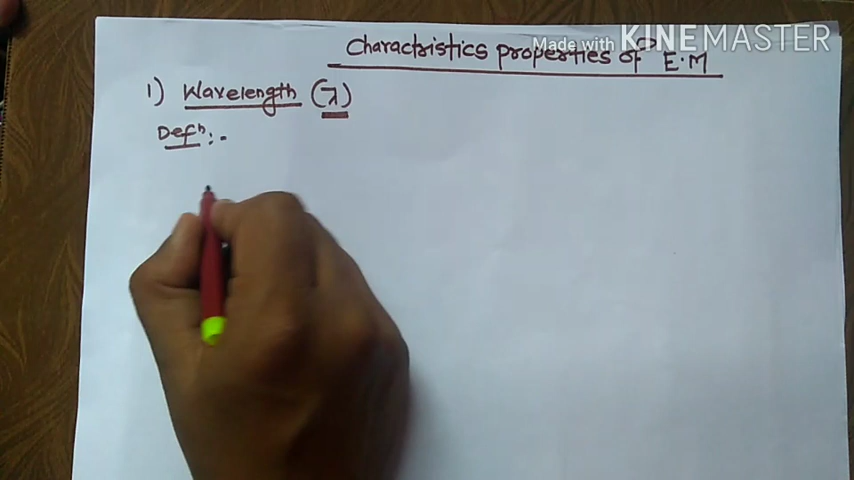 Made with KINEMASTER
Charactristics properties of E.M
1) Wavelength (λ)
Defn :-